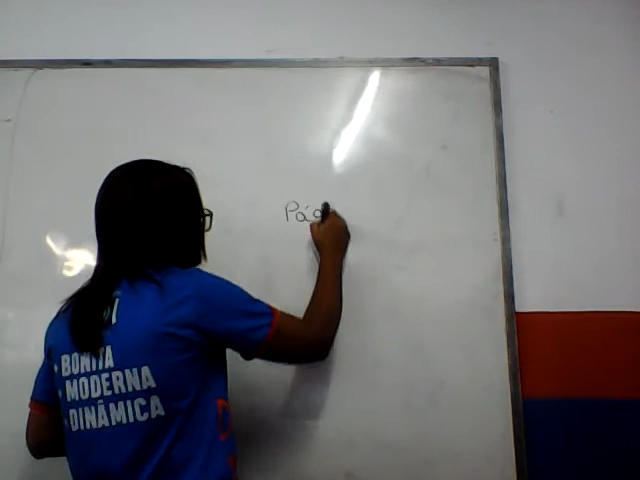 Pág
+ BONITA
+ MODERNA
+ DINÂMICA